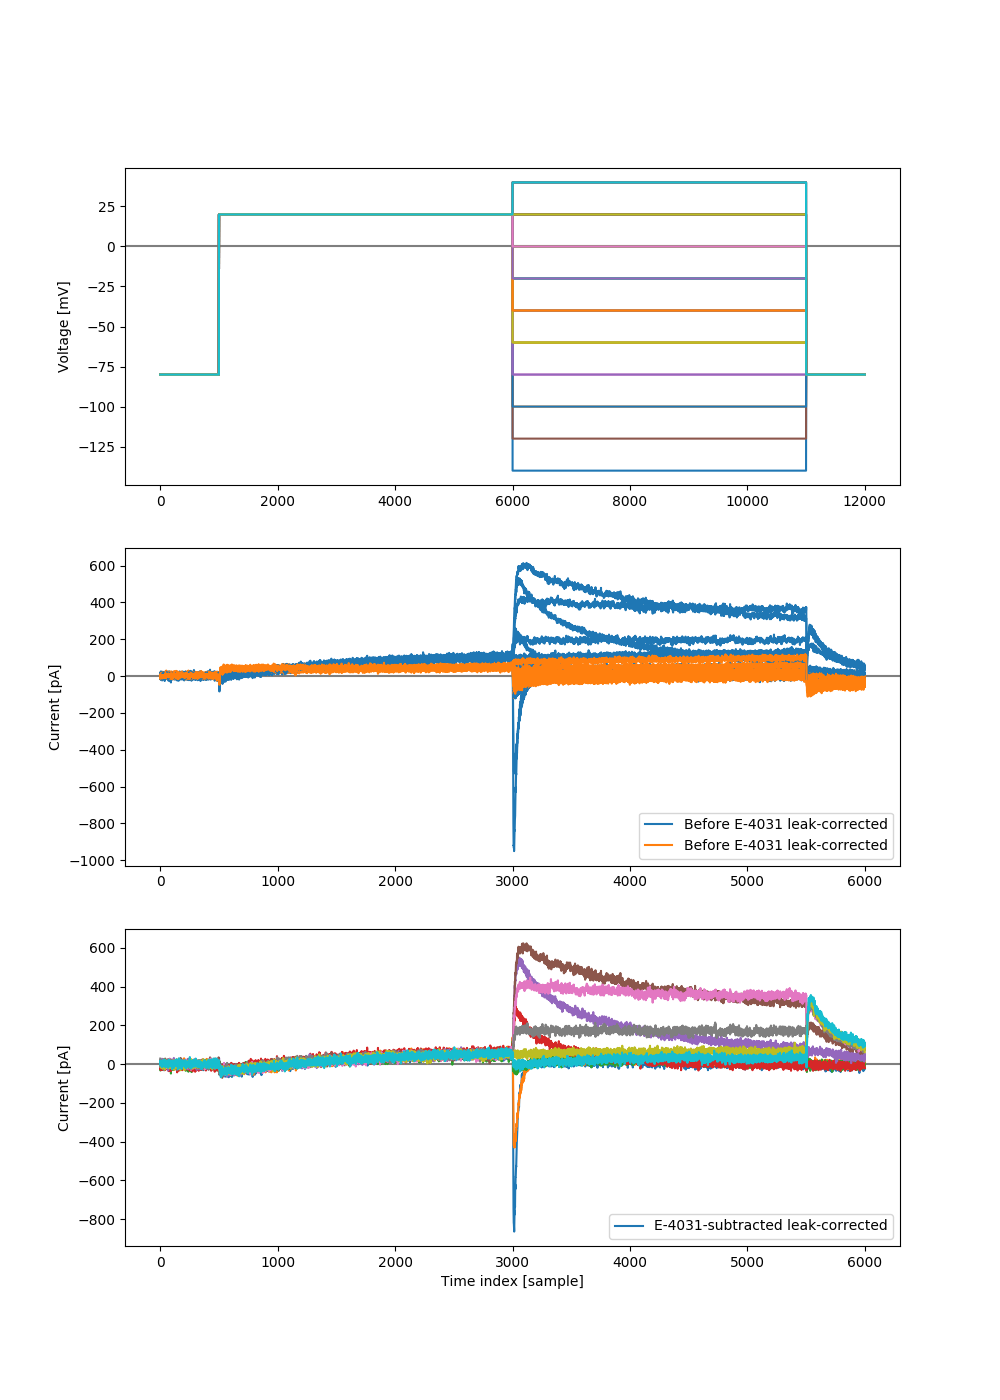 25
0
−25
−50
−75
−100
−125
Voltage [mV]
0 2000 4000 6000 8000 10000 12000
600
400
200
0
−200
−400
−600
−800
−1000
Current [pA]
Before E-4031 leak-corrected
Before E-4031 leak-corrected
0 1000 2000 3000 4000 5000 6000
600
400
200
0
−200
−400
−600
−800
Current [pA]
E-4031-subtracted leak-corrected
0 1000 2000 3000 4000 5000 6000
Time index [sample]